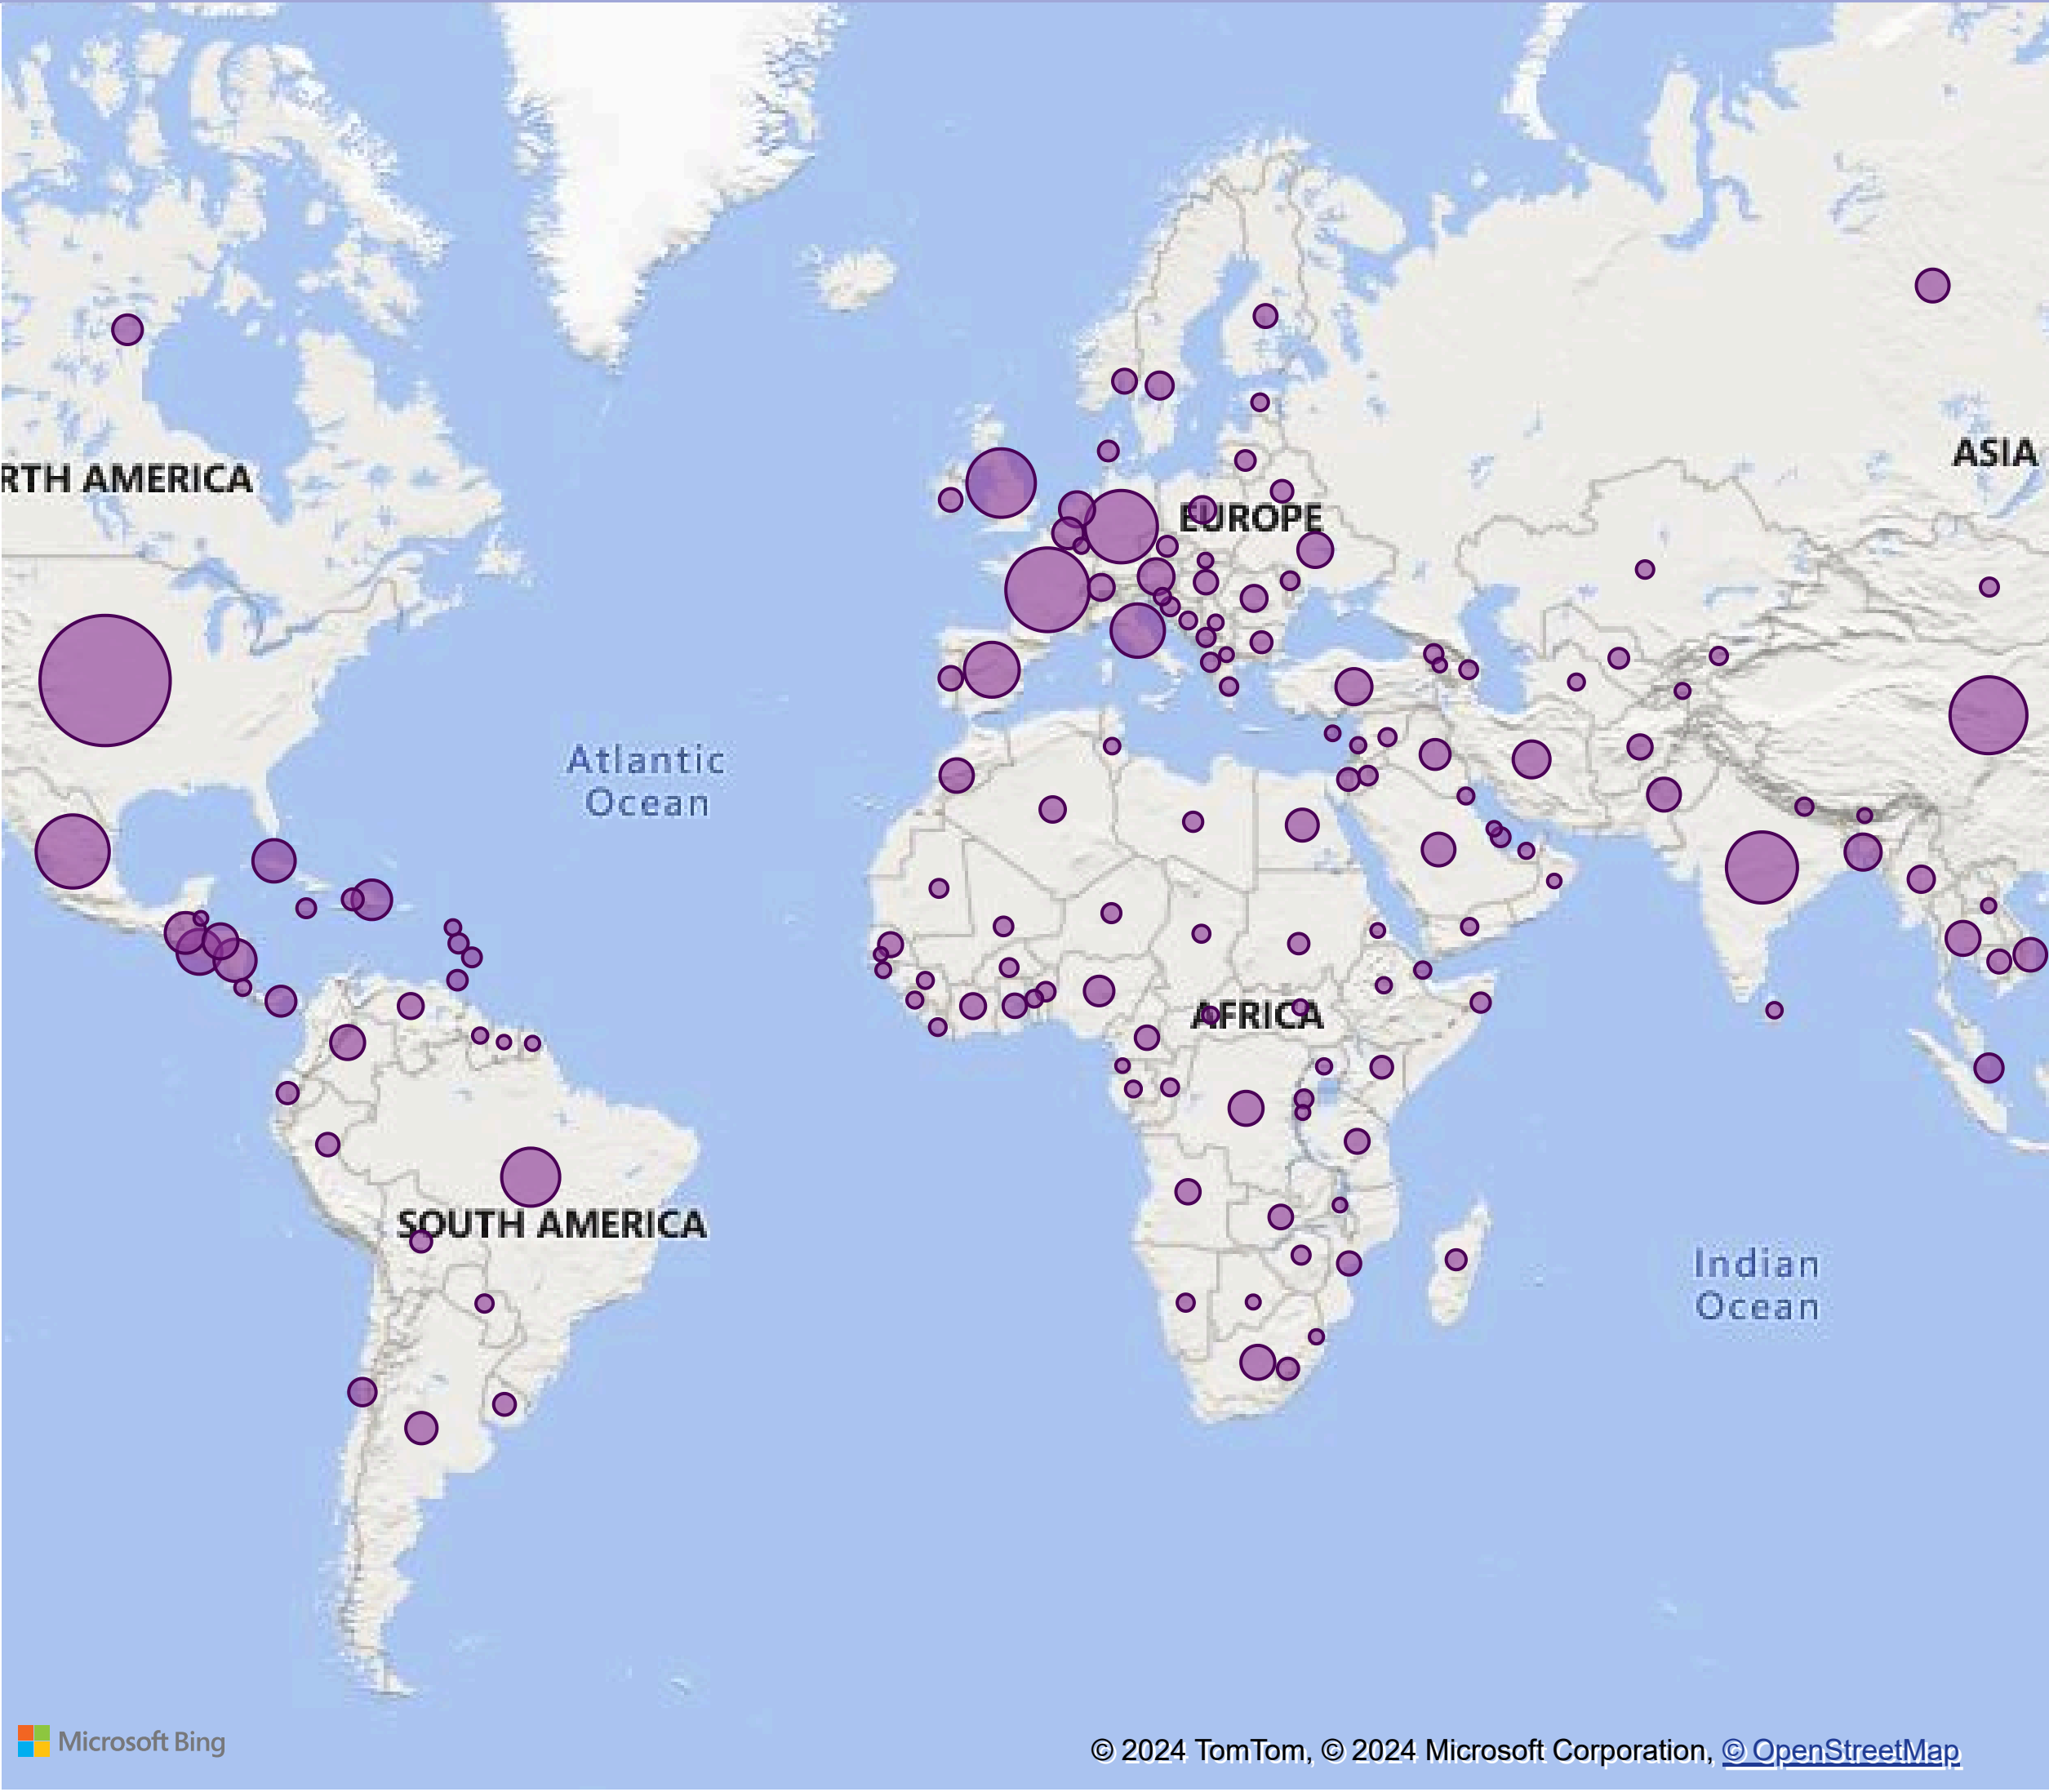 ASIA
RTH AMERICA
EUROPE
Atlantic
Ocean
AFRICA
SOUTH AMERICA
Indian
Ocean
Microsoft Bing
© 2024 TomTom, © 2024 Microsoft Corporation, © OpenStreetMap